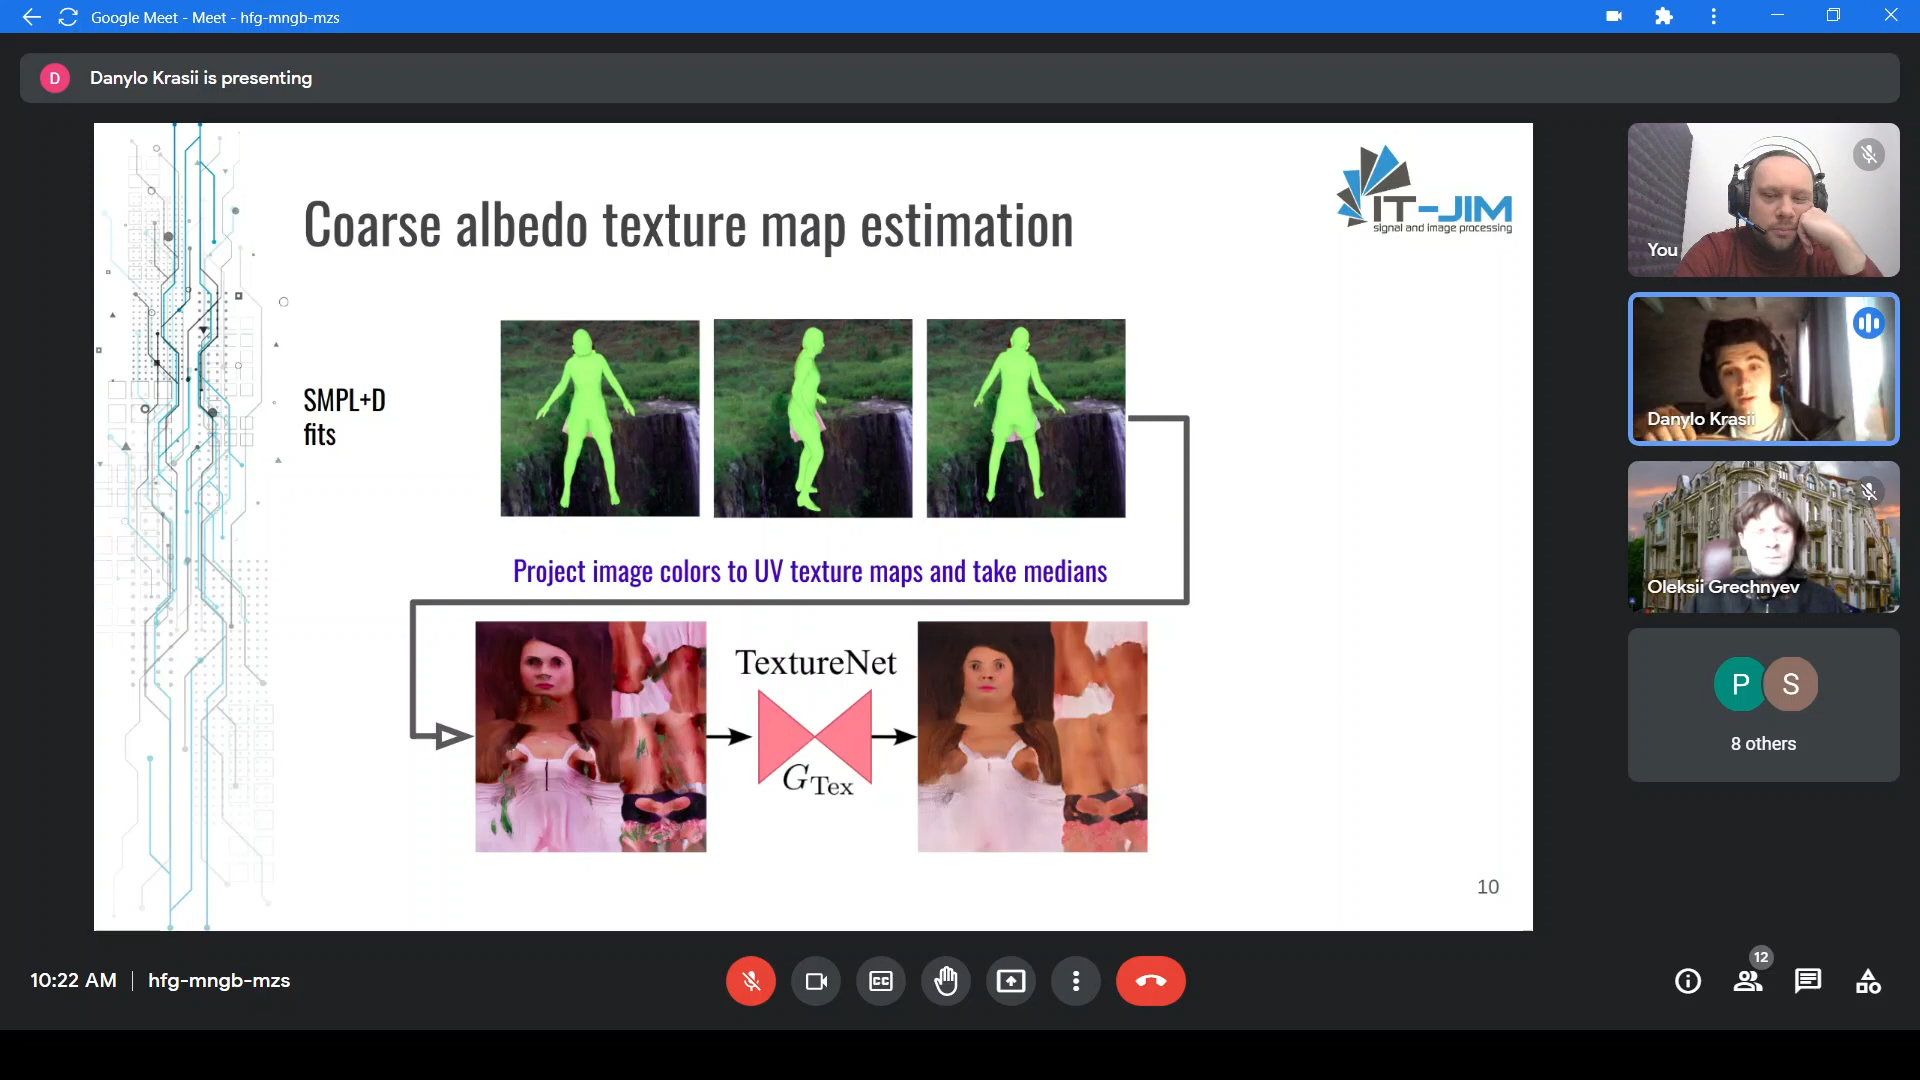 Google Meet - Meet - hfg-mngb-mzs
D
Danylo Krasii is presenting
IT-JIM
signal and image processing
Coarse albedo texture map estimation
SMPL+D
fits
Project image colors to UV texture maps and take medians
TextureNet
G_Tex
10
You
Danylo Krasii
Oleksii Grechnyev
P
S
8 others
10:22 AM
hfg-mngb-mzs
CC
12